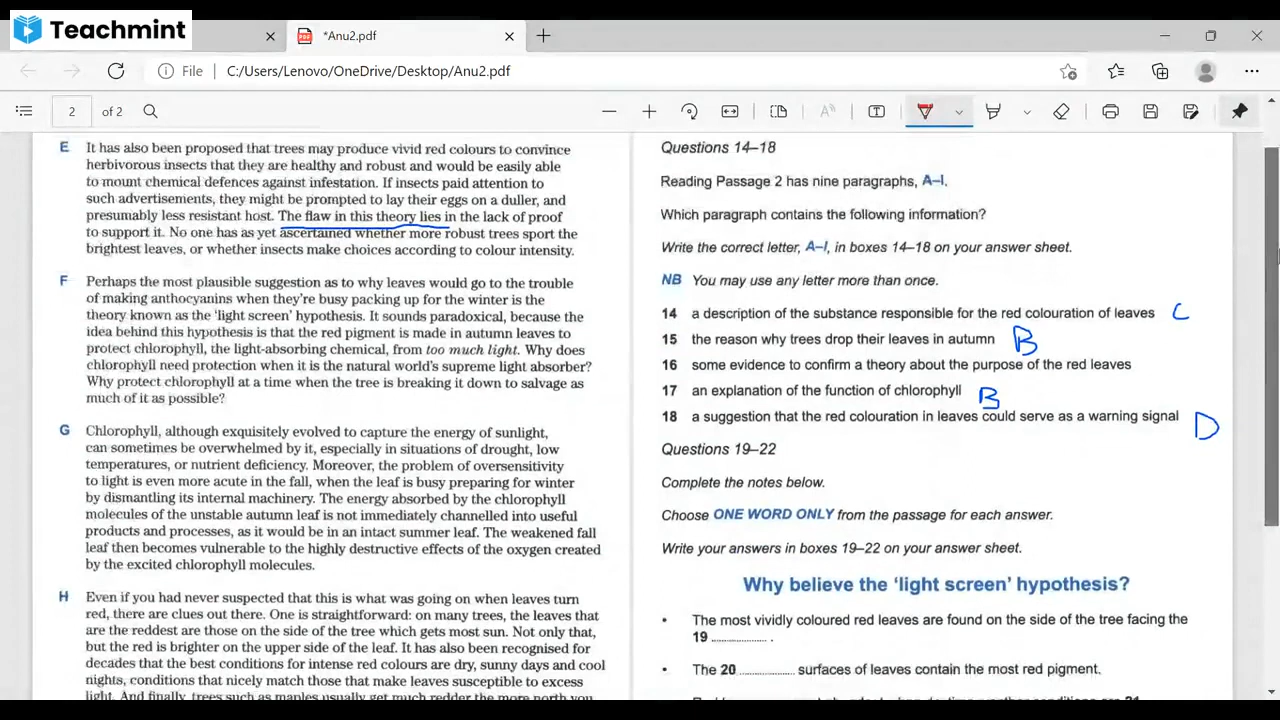 Teachmint
*Anu2.pdf
File C:/Users/Lenovo/OneDrive/Desktop/Anu2.pdf
2 of 2
E It has also been proposed that trees may produce vivid red colours to convince
herbivorous insects that they are healthy and robust and would be easily able
to mount chemical defences against infestation. If insects paid attention to
such advertisements, they might be prompted to lay their eggs on a duller, and
presumably less resistant host. The flaw in this theory lies in the lack of proof
to support it. No one has as yet ascertained whether more robust trees sport the
brightest leaves, or whether insects make choices according to colour intensity.
F Perhaps the most plausible suggestion as to why leaves would go to the trouble
of making anthocyanins when they're busy packing up for the winter is the
theory known as the 'light screen' hypothesis. It sounds paradoxical, because the
idea behind this hypothesis is that the red pigment is made in autumn leaves to
protect chlorophyll, the light-absorbing chemical, from too much light. Why does
chlorophyll need protection when it is the natural world's supreme light absorber?
Why protect chlorophyll at a time when the tree is breaking it down to salvage as
much of it as possible?
G Chlorophyll, although exquisitely evolved to capture the energy of sunlight,
can sometimes be overwhelmed by it, especially in situations of drought, low
temperatures, or nutrient deficiency. Moreover, the problem of oversensitivity
to light is even more acute in the fall, when the leaf is busy preparing for winter
by dismantling its internal machinery. The energy absorbed by the chlorophyll
molecules of the unstable autumn leaf is not immediately channelled into useful
products and processes, as it would be in an intact summer leaf. The weakened fall
leaf then becomes vulnerable to the highly destructive effects of the oxygen created
by the excited chlorophyll molecules.
H Even if you had never suspected that this is what was going on when leaves turn
red, there are clues out there. One is straightforward: on many trees, the leaves that
are the reddest are those on the side of the tree which gets most sun. Not only that,
but the red is brighter on the upper side of the leaf. It has also been recognised for
decades that the best conditions for intense red colours are dry, sunny days and cool
nights, conditions that nicely match those that make leaves susceptible to excess
light. And finally, trees such as maples usually get much redder the more north you
Questions 14–18
Reading Passage 2 has nine paragraphs, A–I.
Which paragraph contains the following information?
Write the correct letter, A–I, in boxes 14–18 on your answer sheet.
NB You may use any letter more than once.
14 a description of the substance responsible for the red colouration of leaves C
15 the reason why trees drop their leaves in autumn B
16 some evidence to confirm a theory about the purpose of the red leaves
17 an explanation of the function of chlorophyll B
18 a suggestion that the red colouration in leaves could serve as a warning signal D
Questions 19–22
Complete the notes below.
Choose ONE WORD ONLY from the passage for each answer.
Write your answers in boxes 19–22 on your answer sheet.
Why believe the 'light screen' hypothesis?
• The most vividly coloured red leaves are found on the side of the tree facing the
19 .............. .
• The 20 .............. surfaces of leaves contain the most red pigment.